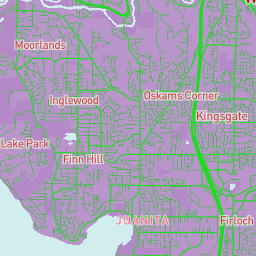 Moorlands
Inglewood
Oskams Corner
Kingsgate
Lake Park
Finn Hill
JUANITA
Firloch